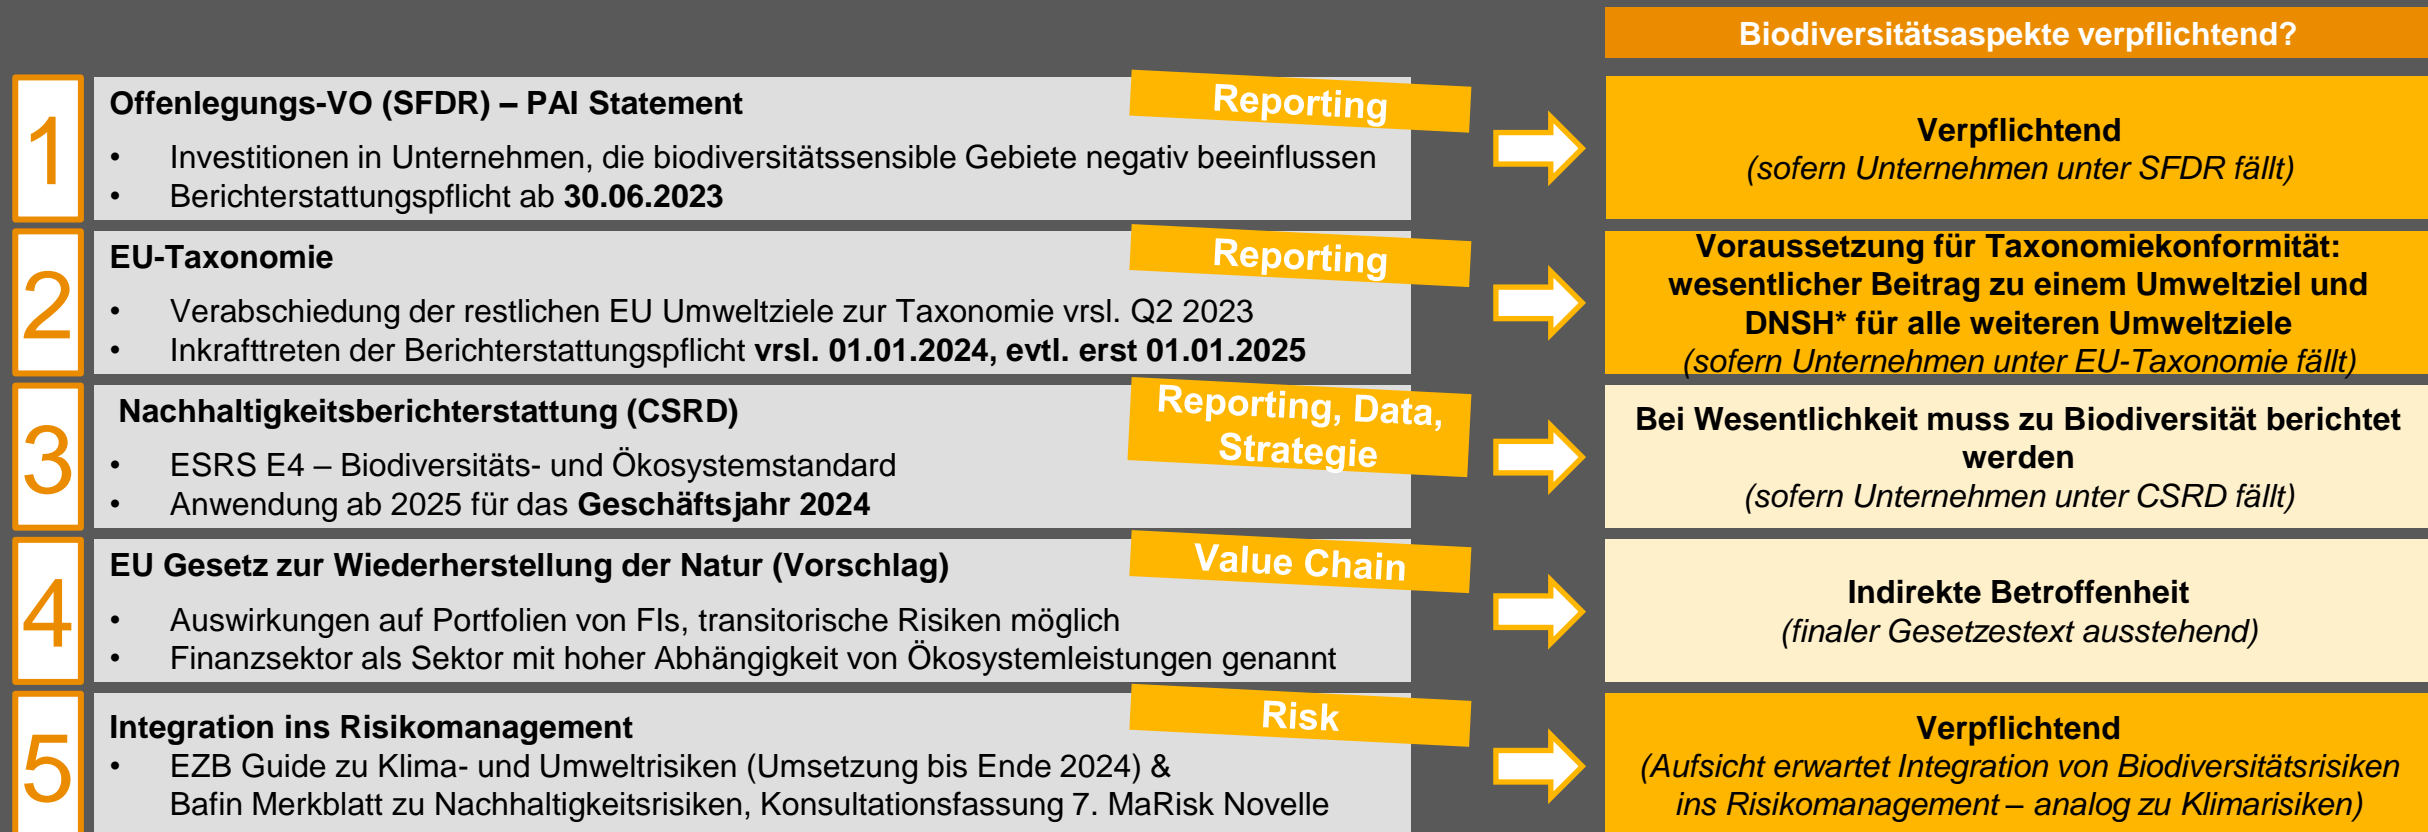 Biodiversitätsaspekte verpflichtend?
1
Offenlegungs-VO (SFDR) – PAI Statement
Reporting
• Investitionen in Unternehmen, die biodiversitätssensible Gebiete negativ beeinflussen
• Berichterstattungspflicht ab 30.06.2023
Verpflichtend
(sofern Unternehmen unter SFDR fällt)
2
EU-Taxonomie
Reporting
• Verabschiedung der restlichen EU Umweltziele zur Taxonomie vrsl. Q2 2023
• Inkrafttreten der Berichterstattungspflicht vrsl. 01.01.2024, evtl. erst 01.01.2025
Voraussetzung für Taxonomiekonformität:
wesentlicher Beitrag zu einem Umweltziel und
DNSH* für alle weiteren Umweltziele
(sofern Unternehmen unter EU-Taxonomie fällt)
3
Nachhaltigkeitsberichterstattung (CSRD)
Reporting, Data,
Strategie
• ESRS E4 – Biodiversitäts- und Ökosystemstandard
• Anwendung ab 2025 für das Geschäftsjahr 2024
Bei Wesentlichkeit muss zu Biodiversität berichtet
werden
(sofern Unternehmen unter CSRD fällt)
4
EU Gesetz zur Wiederherstellung der Natur (Vorschlag)
Value Chain
• Auswirkungen auf Portfolien von FIs, transitorische Risiken möglich
• Finanzsektor als Sektor mit hoher Abhängigkeit von Ökosystemleistungen genannt
Indirekte Betroffenheit
(finaler Gesetzestext ausstehend)
5
Integration ins Risikomanagement
Risk
• EZB Guide zu Klima- und Umweltrisiken (Umsetzung bis Ende 2024) &
Bafin Merkblatt zu Nachhaltigkeitsrisiken, Konsultationsfassung 7. MaRisk Novelle
Verpflichtend
(Aufsicht erwartet Integration von Biodiversitätsrisiken
ins Risikomanagement – analog zu Klimarisiken)